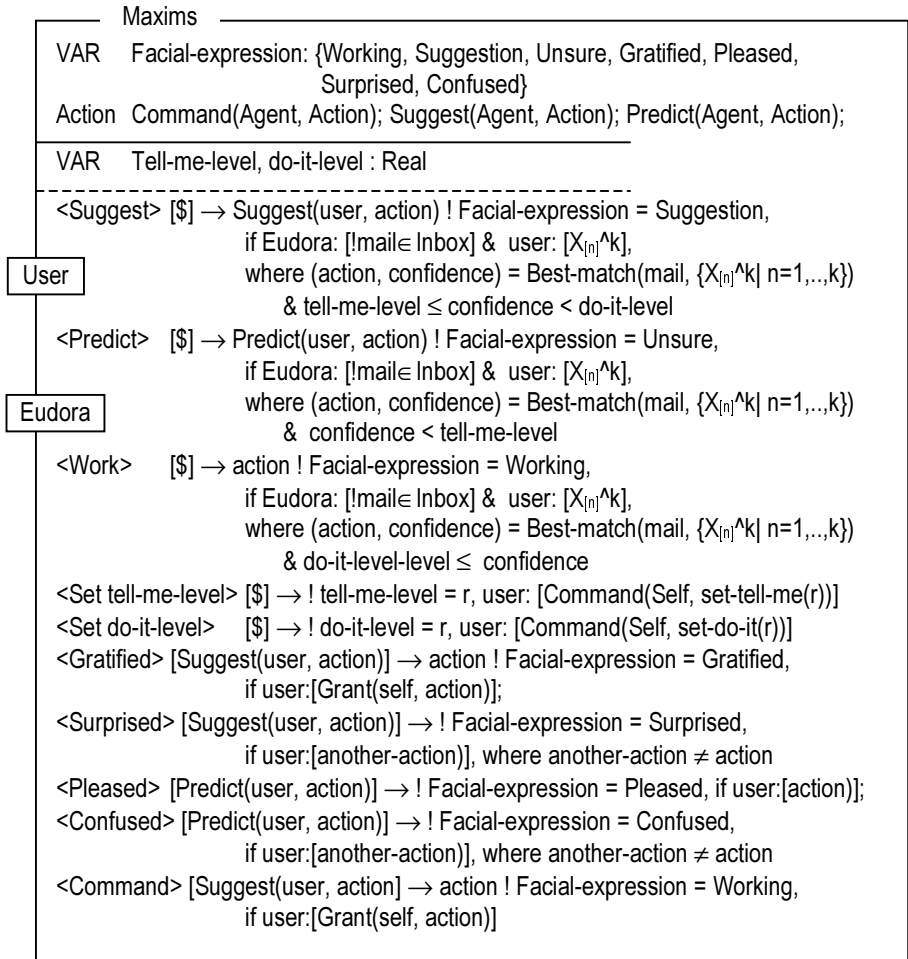 Maxims
VAR Facial-expression: {Working, Suggestion, Unsure, Gratified, Pleased,
Surprised, Confused}
Action Command(Agent, Action); Suggest(Agent, Action); Predict(Agent, Action);
VAR Tell-me-level, do-it-level : Real
<Suggest> [$] → Suggest(user, action) ! Facial-expression = Suggestion,
if Eudora: [!mail∈ Inbox] & user: [X[n]^k],
User
where (action, confidence) = Best-match(mail, {X[n]^k| n=1,..,k})
& tell-me-level ≤ confidence < do-it-level
<Predict> [$] → Predict(user, action) ! Facial-expression = Unsure,
if Eudora: [!mail∈ Inbox] & user: [X[n]^k],
Eudora
where (action, confidence) = Best-match(mail, {X[n]^k| n=1,..,k})
& confidence < tell-me-level
<Work> [$] → action ! Facial-expression = Working,
if Eudora: [!mail∈ Inbox] & user: [X[n]^k],
where (action, confidence) = Best-match(mail, {X[n]^k| n=1,..,k})
& do-it-level-level ≤ confidence
<Set tell-me-level> [$] → ! tell-me-level = r, user: [Command(Self, set-tell-me(r))]
<Set do-it-level> [$] → ! do-it-level = r, user: [Command(Self, set-do-it(r))]
<Gratified> [Suggest(user, action)] → action ! Facial-expression = Gratified,
if user:[Grant(self, action)];
<Surprised> [Suggest(user, action)] → ! Facial-expression = Surprised,
if user:[another-action)], where another-action ≠ action
<Pleased> [Predict(user, action)] → ! Facial-expression = Pleased, if user:[action)];
<Confused> [Predict(user, action)] → ! Facial-expression = Confused,
if user:[another-action)], where another-action ≠ action
<Command> [Suggest(user, action] → action ! Facial-expression = Working,
if user:[Grant(self, action)]